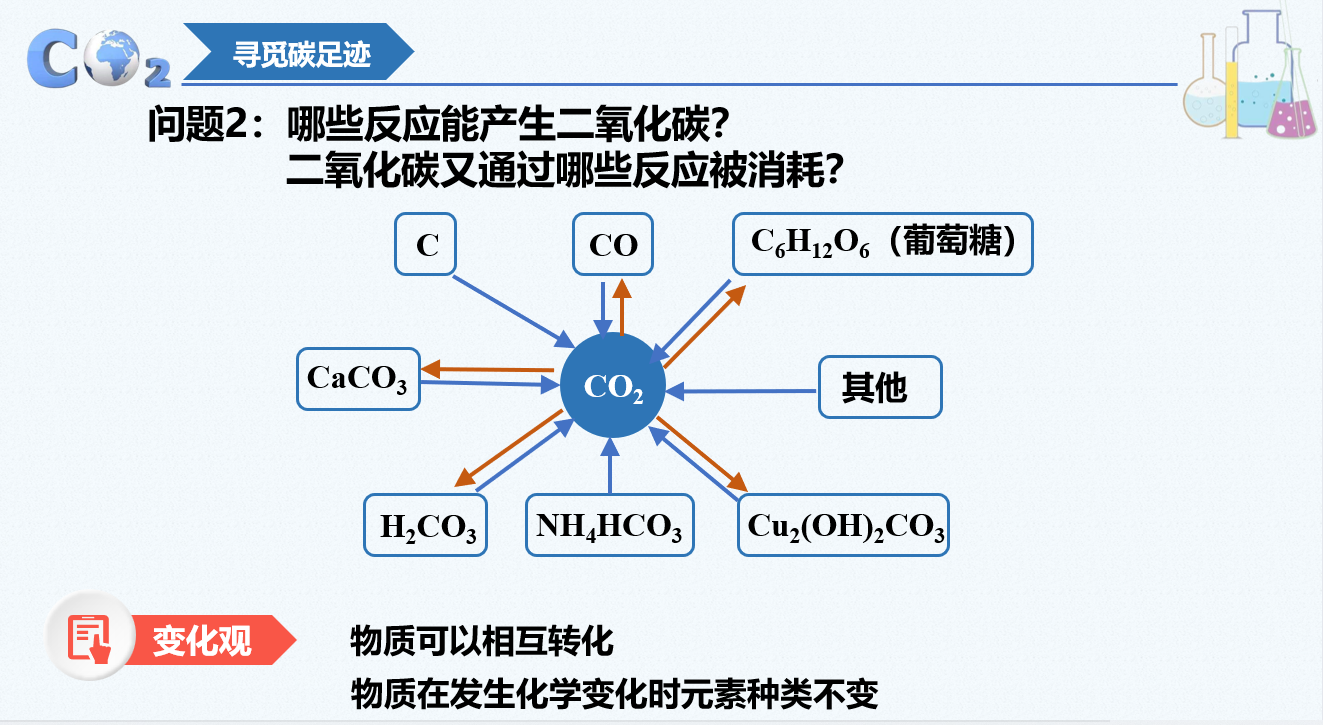 CO2
寻觅碳足迹
问题2：哪些反应能产生二氧化碳？
二氧化碳又通过哪些反应被消耗？
C
CO
C₆H₁₂O₆（葡萄糖）
CaCO₃
CO₂
其他
H₂CO₃
NH₄HCO₃
Cu₂(OH)₂CO₃
变化观
物质可以相互转化
物质在发生化学变化时元素种类不变